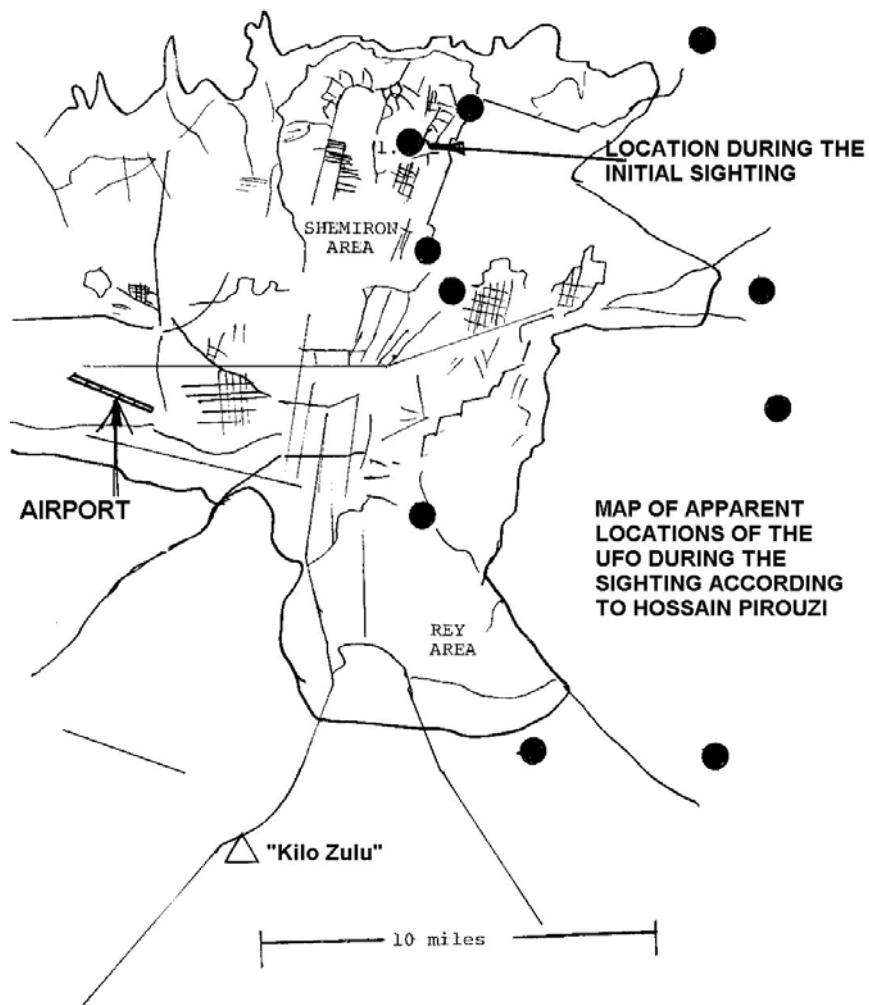 1.
LOCATION DURING THE
INITIAL SIGHTING
SHEMIRON
AREA
AIRPORT
MAP OF APPARENT
LOCATIONS OF THE
UFO DURING THE
SIGHTING ACCORDING
TO HOSSAIN PIROUZI
REY
AREA
"Kilo Zulu"
10 miles